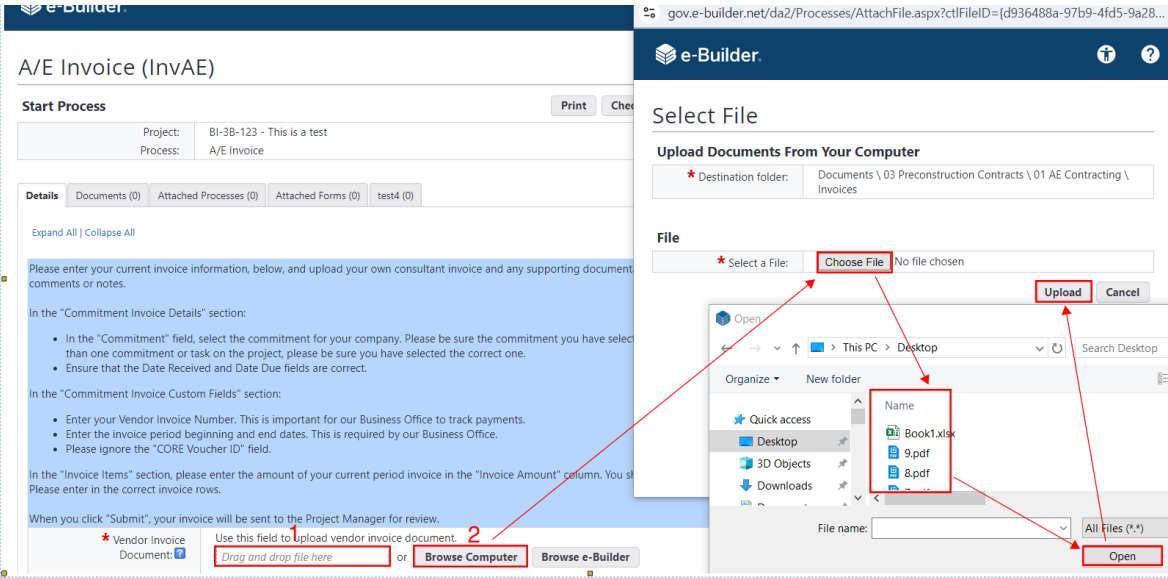 e-Builder.
A/E Invoice (InvAE)
Start Process
Print
Project: BI-3B-123 - This is a test
Process: A/E Invoice
Details Documents (0) Attached Processes (0) Attached Forms (0) test4 (0)
Expand All | Collapse All
Please enter your current invoice information, below, and upload your own consultant invoice and any supporting
comments or notes.
In the "Commitment Invoice Details" section:
• In the "Commitment" field, select the commitment for your company. Please be sure the commitment you have
than one commitment or task on the project, please be sure you have selected the correct one.
• Ensure that the Date Received and Date Due fields are correct.
In the "Commitment Invoice Custom Fields" section:
• Enter your Vendor Invoice Number. This is important for our Business Office to track payments.
• Enter the invoice period beginning and end dates. This is required by our Business Office.
• Please ignore the "CORE Voucher ID" field.
In the "Invoice Items" section, please enter the amount of your current period invoice in the "Invoice Amount" column. You
Please enter in the correct invoice rows.
When you click "Submit", your invoice will be sent to the Project Manager for review.
* Vendor Invoice
Document: ?
Use this field to upload vendor invoice document.
1
2
Drag and drop file here or Browse Computer Browse e-Builder
gov.e-builder.net/da2/Processes/AttachFile.aspx?ctlFileID={d936488a-97b9-4fd5-9a28...
e-Builder.
?
Select File
Upload Documents From Your Computer
* Destination folder: Documents \ 03 Preconstruction Contracts \ 01 AE Contracting \
Invoices
File
* Select a File: Choose File No file chosen
Upload Cancel
Open
This PC > Desktop
Search Desktop
Organize New folder
Quick access
Desktop
3D Objects
Downloads
Name
Book1.xlsx
9.pdf
8.pdf
File name: All Files (*.*)
Open